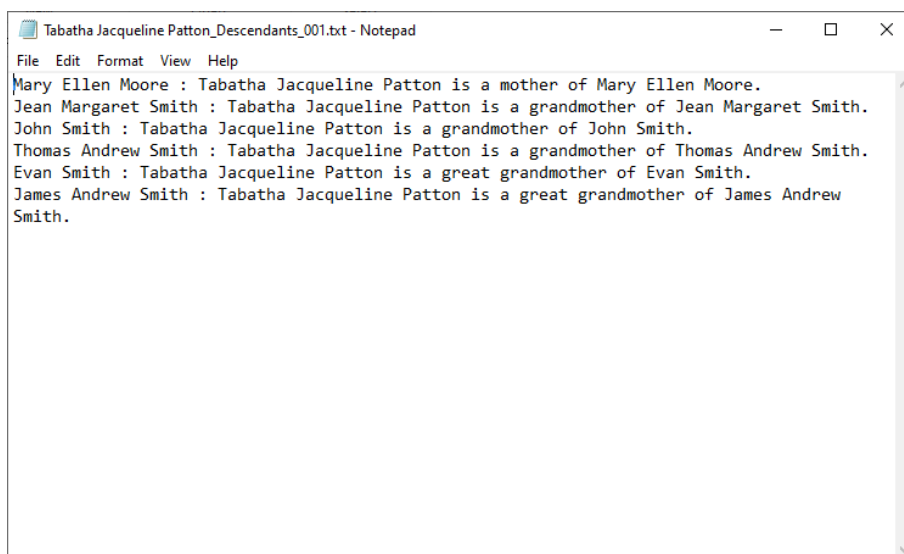 Tabatha Jacqueline Patton_Descendants_001.txt - Notepad
File Edit Format View Help
Mary Ellen Moore : Tabatha Jacqueline Patton is a mother of Mary Ellen Moore.
Jean Margaret Smith : Tabatha Jacqueline Patton is a grandmother of Jean Margaret Smith.
John Smith : Tabatha Jacqueline Patton is a grandmother of John Smith.
Thomas Andrew Smith : Tabatha Jacqueline Patton is a grandmother of Thomas Andrew Smith.
Evan Smith : Tabatha Jacqueline Patton is a great grandmother of Evan Smith.
James Andrew Smith : Tabatha Jacqueline Patton is a great grandmother of James Andrew
Smith.